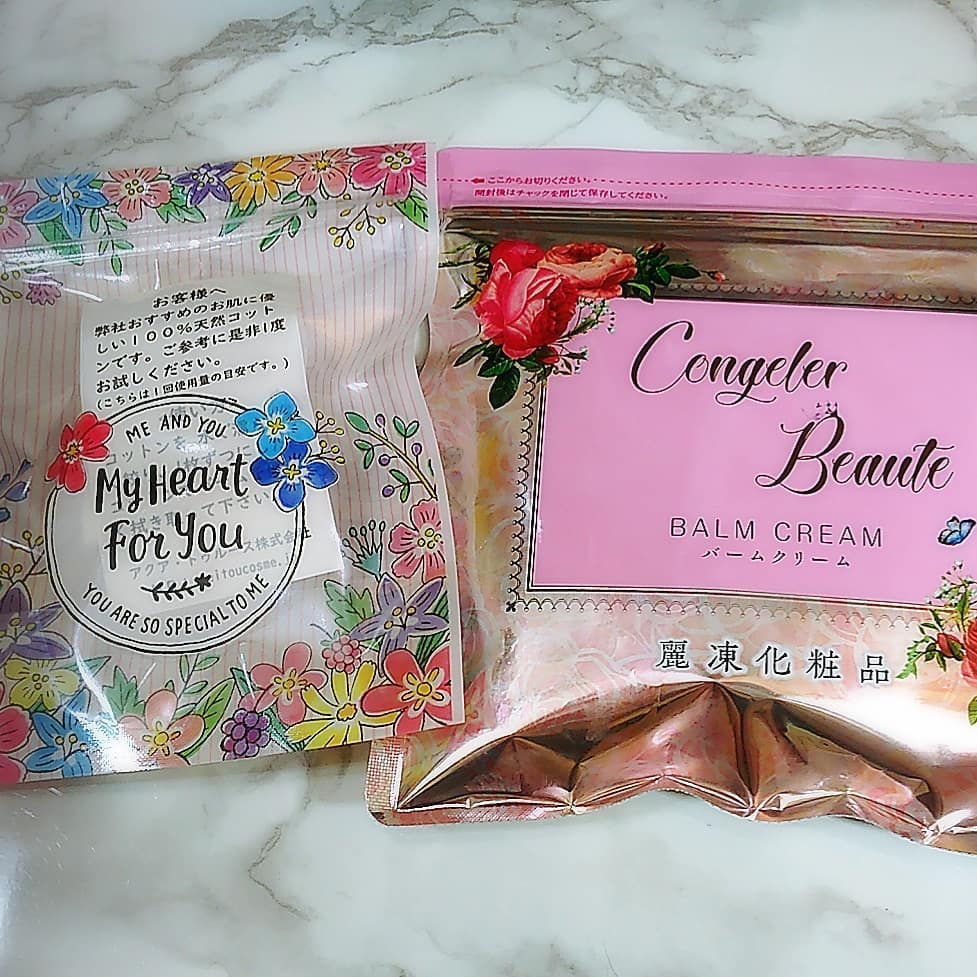 お客様へ
弊社おすすめのお肌に優
しい100%天然コット
ンです。ご参考に是非1度
お試しください。
(こちらは1回使用量の目安です。)
ME AND YOU
My Heart
For You
YOU ARE SO SPECIAL TO ME
itoucosme.
ここからお切りください。
開封後はチャックを閉じて保存してください。
Congeler
Beaute
BALM CREAM
バームクリーム
麗凍化粧品